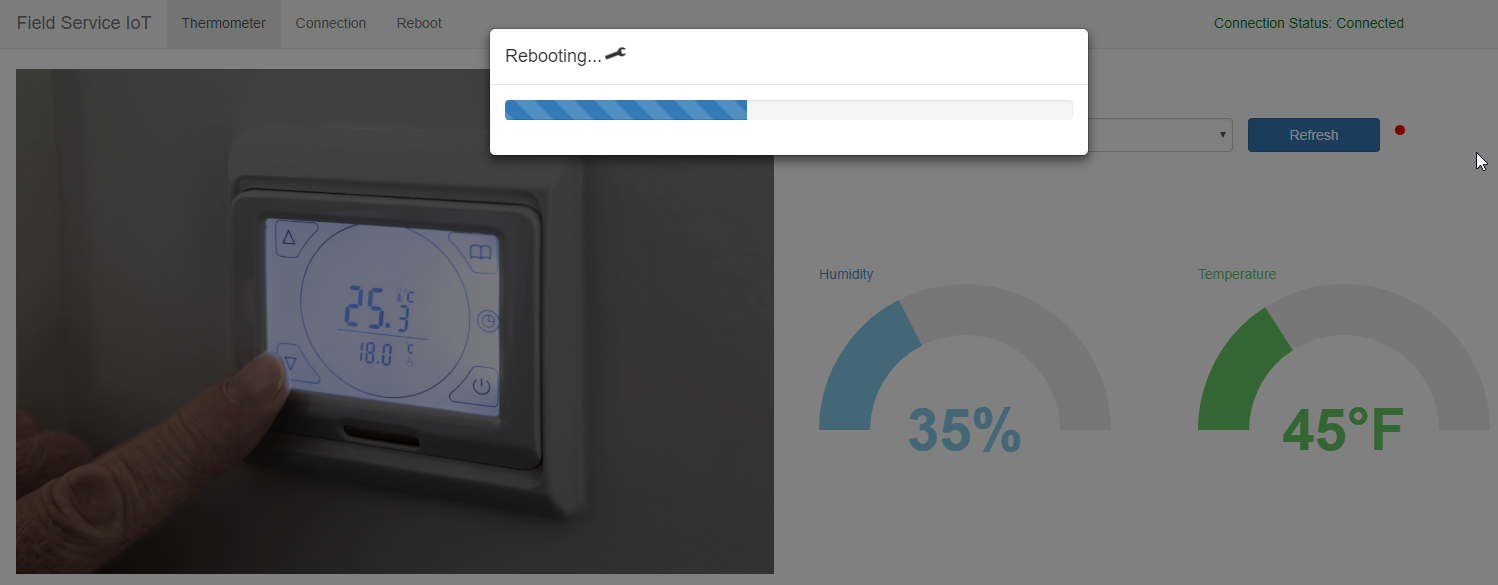 Field Service IoT Thermometer Connection Reboot Connection Status: Connected
Rebooting...
Refresh
25.3 °C
18.0 °C
Humidity
35%
Temperature
45°F